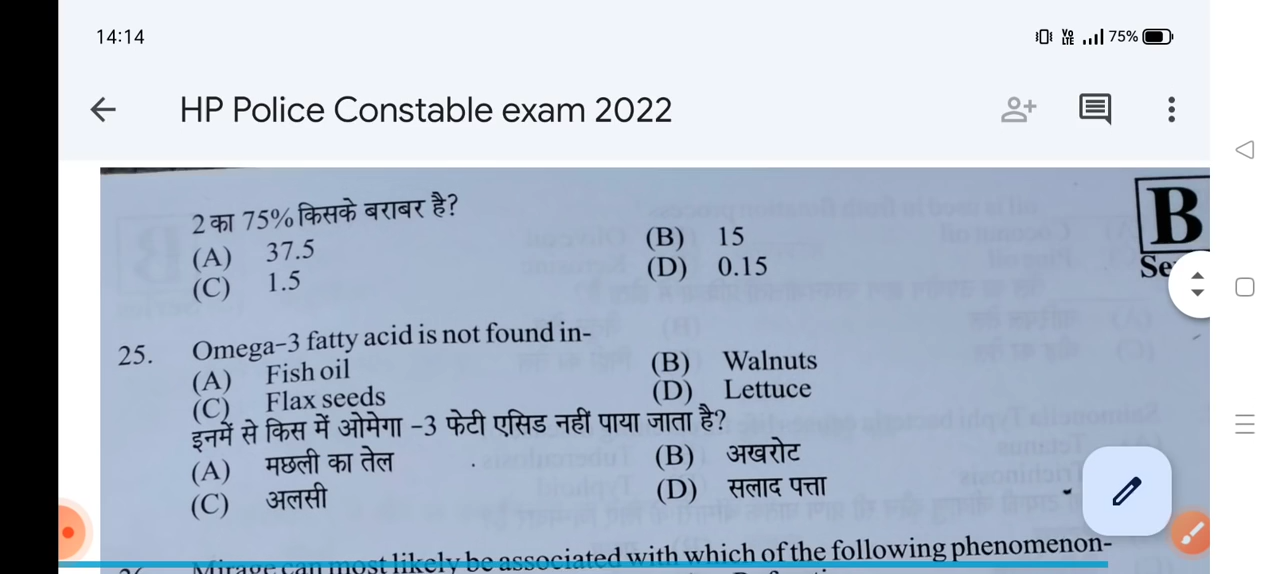 14:14
Vo LTE 75%
HP Police Constable exam 2022
2 का 75% किसके बराबर है?
(A) 37.5 (B) 15
(C) 1.5 (D) 0.15
B
Se
25. Omega-3 fatty acid is not found in-
(A) Fish oil (B) Walnuts
(C) Flax seeds (D) Lettuce
इनमें से किस में ओमेगा -3 फेटी एसिड नहीं पाया जाता है?
(A) मछली का तेल (B) अखरोट
(C) अलसी (D) सलाद पत्ता
Mirage can most likely be associated with which of the following phenomenon-